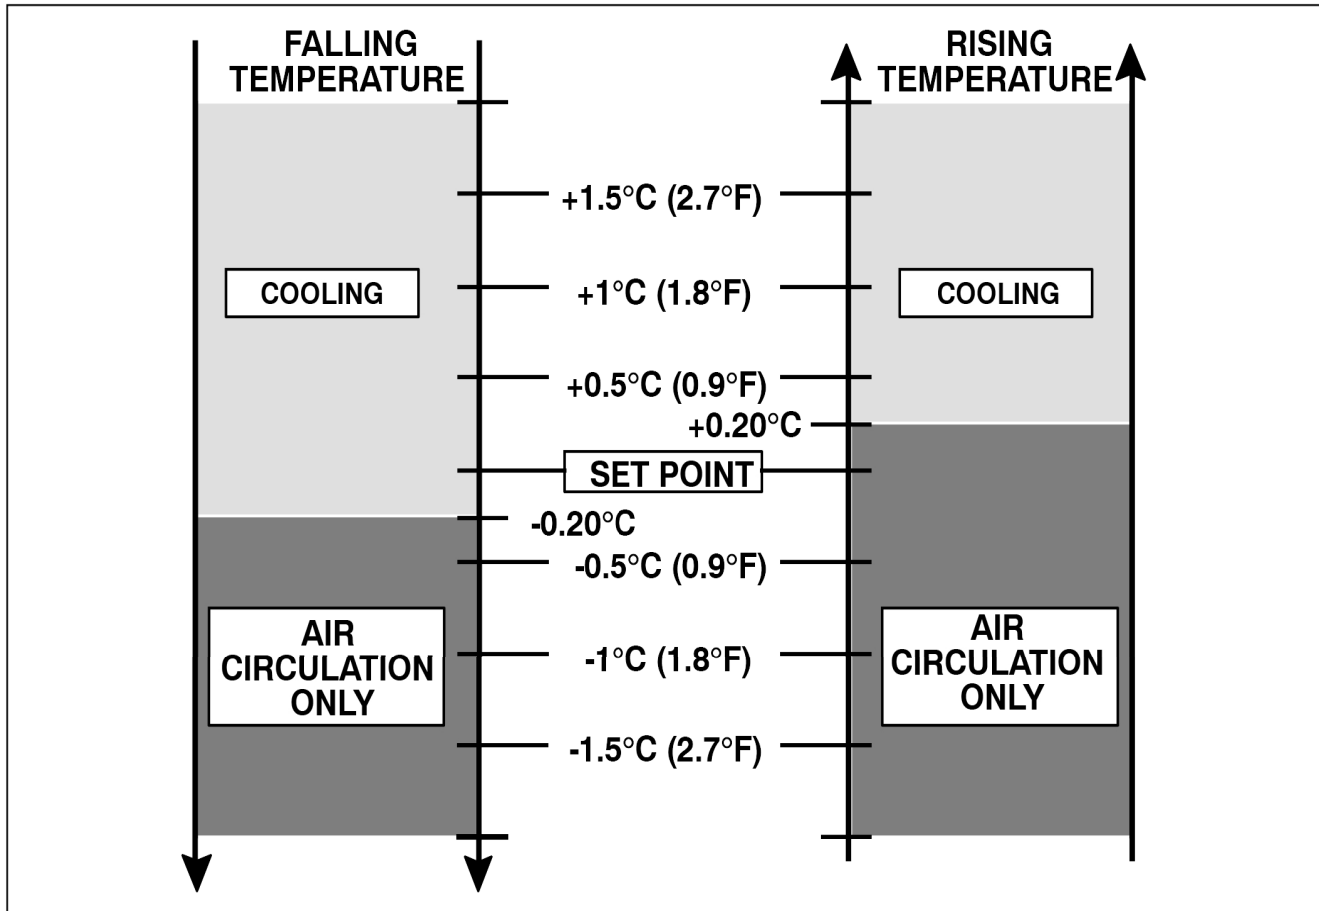 FALLING
TEMPERATURE
RISING
TEMPERATURE
+1.5°C (2.7°F)
COOLING
+1°C (1.8°F)
COOLING
+0.5°C (0.9°F)
+0.20°C
SET POINT
-0.20°C
-0.5°C (0.9°F)
AIR
CIRCULATION
ONLY
-1°C (1.8°F)
AIR
CIRCULATION
ONLY
-1.5°C (2.7°F)